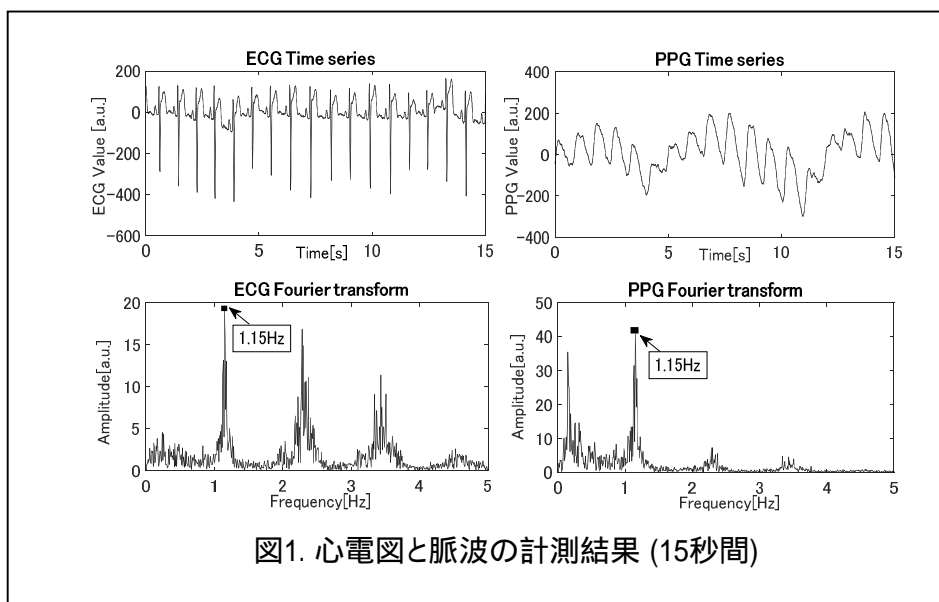 ECG Time series
200
0
-200
-400
-600
ECG Value [a.u.]
0
5
10
15
Time[s]
PPG Time series
400
200
0
-200
-400
PPG Value [a.u.]
0
5
10
15
Time[s]
ECG Fourier transform
20
15
10
5
0
Amplitude[a.u.]
1.15Hz
0
1
2
3
4
5
Frequency[Hz]
PPG Fourier transform
50
40
30
20
10
0
Amplitude[a.u.]
1.15Hz
0
1
2
3
4
5
Frequency[Hz]
図1. 心電図と脈波の計測結果 (15秒間)